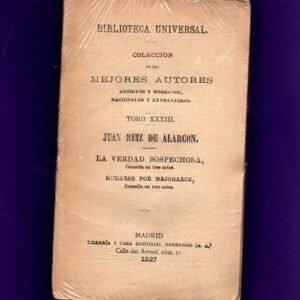 BIBLIOTECA UNIVERSAL.
COLECCION
DE LOS
MEJORES AUTORES
ANTIGUOS Y MODERNOS,
NACIONALES Y EXTRANJEROS.
TOMO XXXIII.
JUAN RUIZ DE ALARCON.
LA VERDAD SOSPECHOSA,
Comedia en tres actos.
MUDARSE POR MEJORARSE,
Comedia en tres actos.
MADRID
LIBRERÍA Y CASA EDITORIAL HERNANDO (S. A.)
Calle del Arenal, núm. 11.
1927